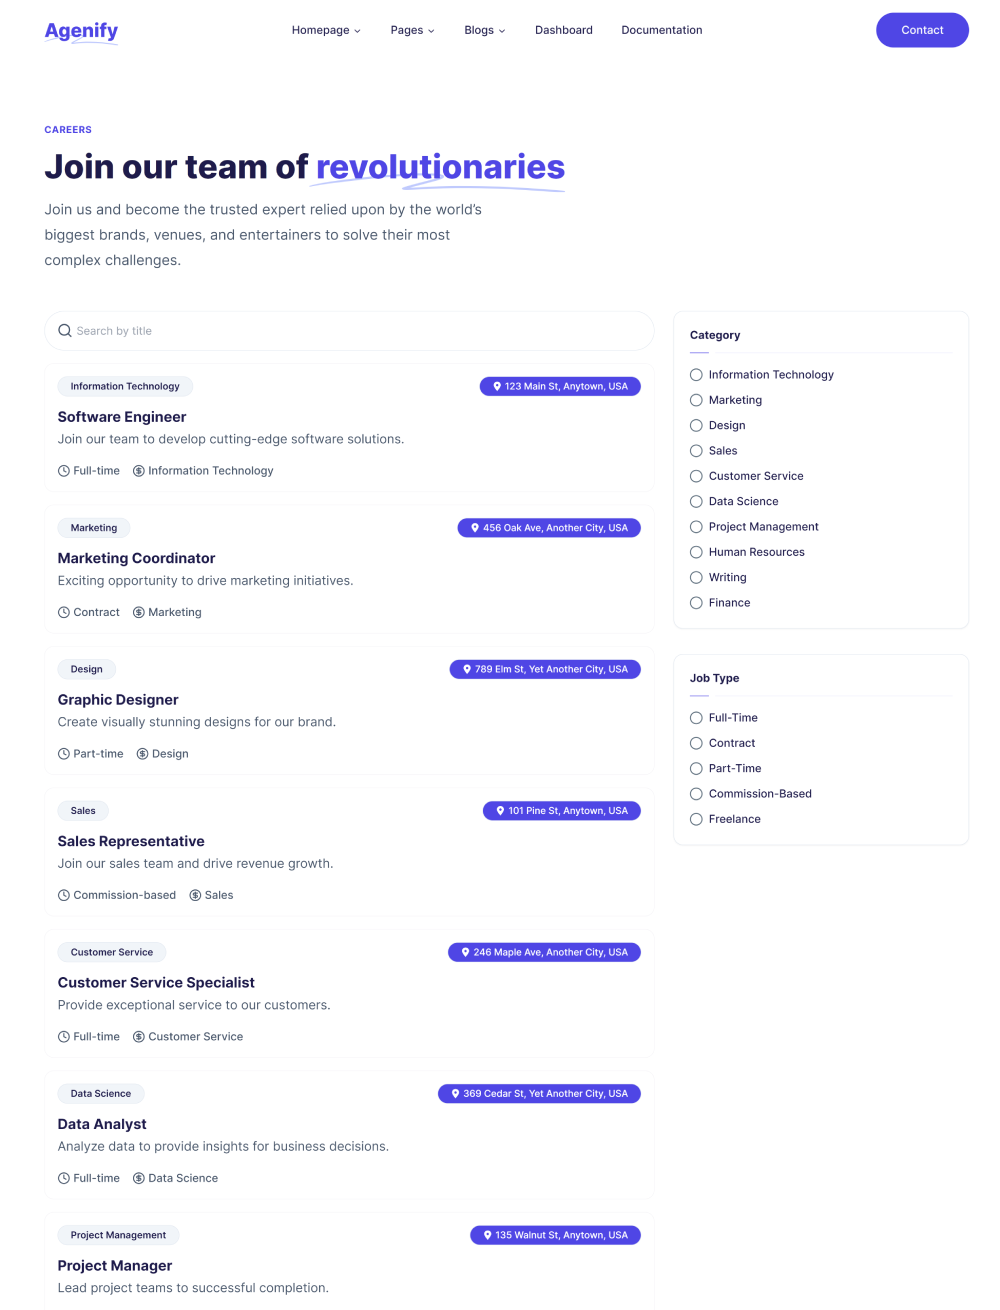 Agenify
Homepage Pages Blogs Dashboard Documentation
Contact
CAREERS
Join our team of revolutionaries
Join us and become the trusted expert relied upon by the world’s
biggest brands, venues, and entertainers to solve their most
complex challenges.
Search by title
Information Technology
123 Main St, Anytown, USA
Software Engineer
Join our team to develop cutting-edge software solutions.
Full-time Information Technology
Marketing
456 Oak Ave, Another City, USA
Marketing Coordinator
Exciting opportunity to drive marketing initiatives.
Contract Marketing
Design
789 Elm St, Yet Another City, USA
Graphic Designer
Create visually stunning designs for our brand.
Part-time Design
Sales
101 Pine St, Anytown, USA
Sales Representative
Join our sales team and drive revenue growth.
Commission-based Sales
Customer Service
246 Maple Ave, Another City, USA
Customer Service Specialist
Provide exceptional service to our customers.
Full-time Customer Service
Data Science
369 Cedar St, Yet Another City, USA
Data Analyst
Analyze data to provide insights for business decisions.
Full-time Data Science
Project Management
135 Walnut St, Anytown, USA
Project Manager
Lead project teams to successful completion.
Category
Information Technology
Marketing
Design
Sales
Customer Service
Data Science
Project Management
Human Resources
Writing
Finance
Job Type
Full-Time
Contract
Part-Time
Commission-Based
Freelance